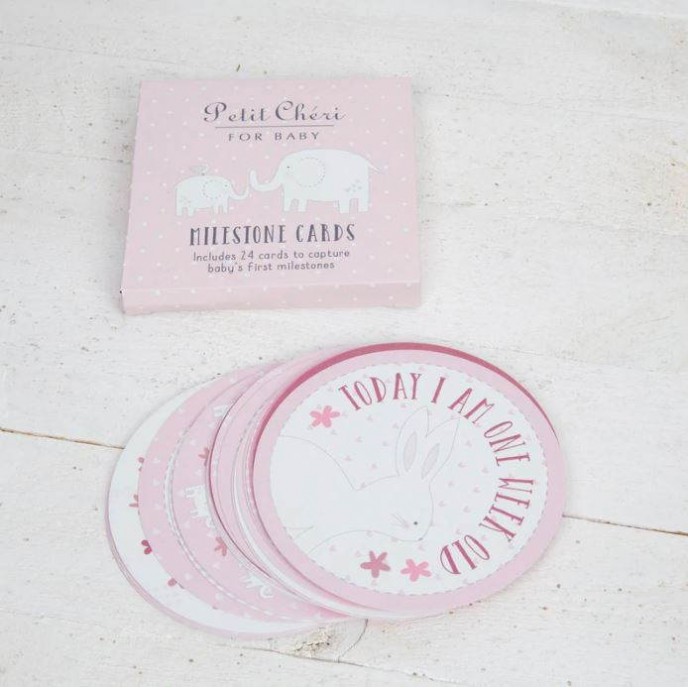 Petit Chéri
FOR BABY
MILESTONE CARDS
Includes 24 cards to capture
baby's first milestones
TODAY I AM ONE WEEK OLD